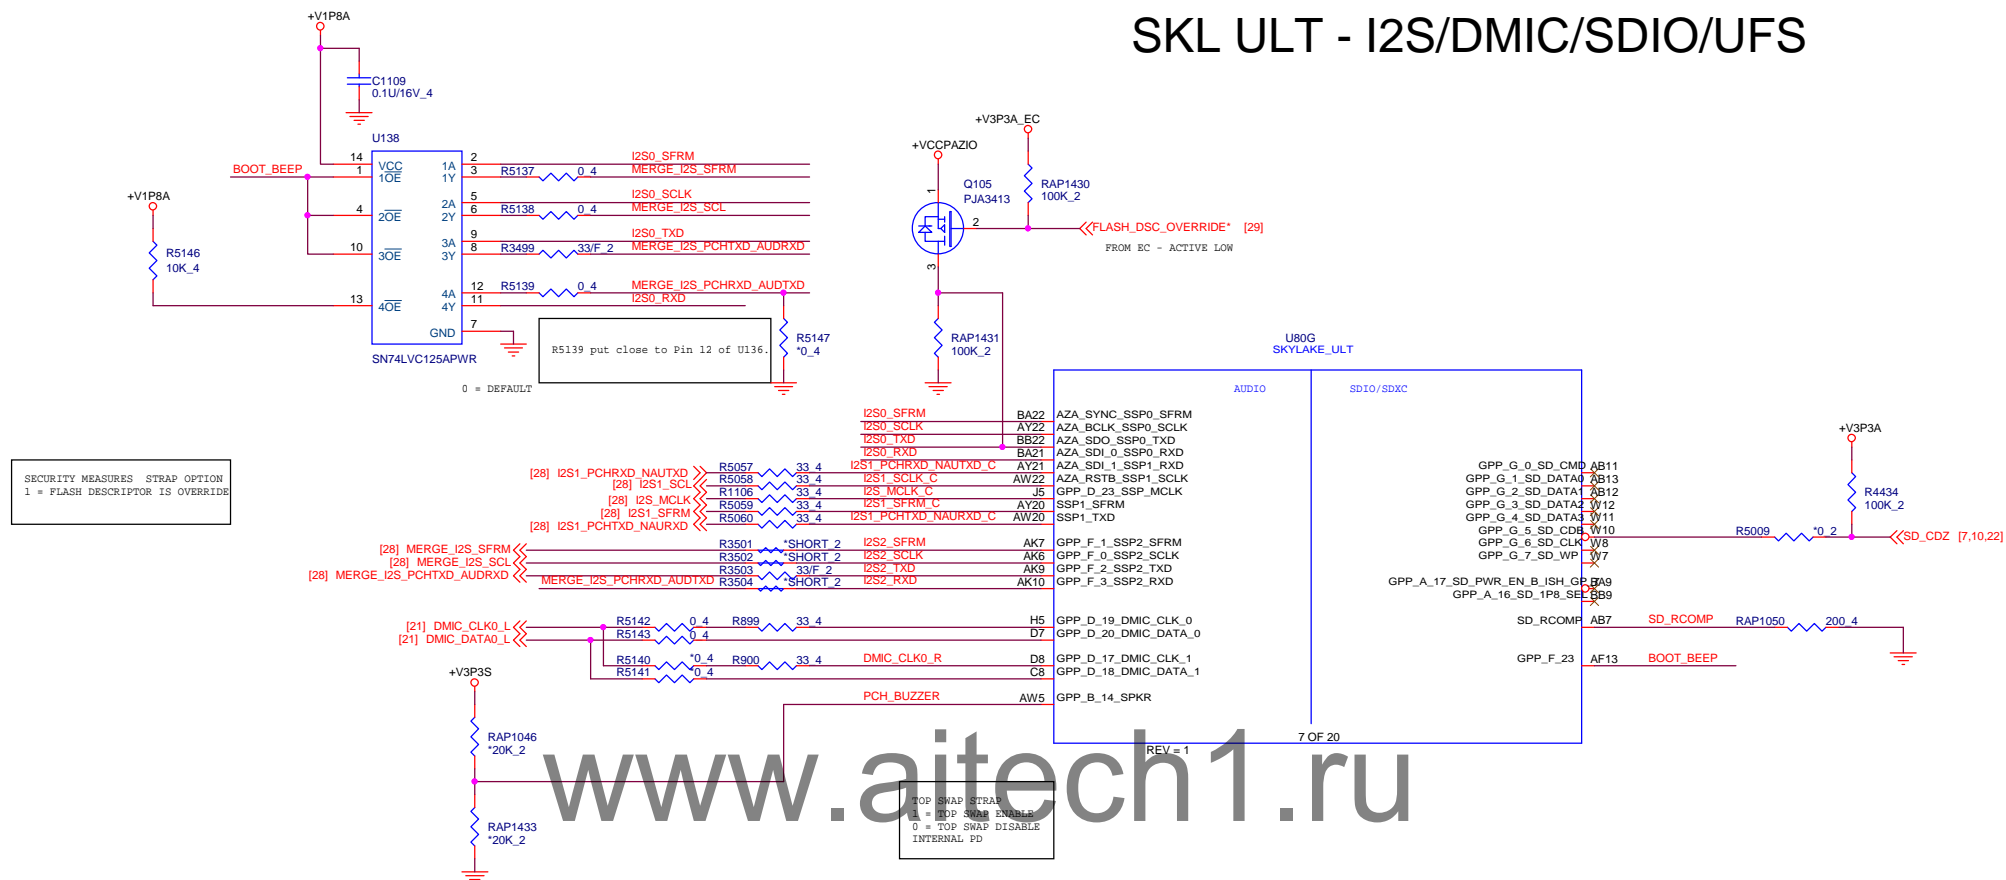 SKL ULT - I2S/DMIC/SDIO/UFS
+V1P8A
C1109
0.1U/16V_4
U138
BOOT_BEEP
14 VCC 1A 2 I2S0_SFRM
1 1OE 1Y 3 R5137 0_4 MERGE_I2S_SFRM
2A 5 I2S0_SCLK
4 2OE 2Y 6 R5138 0_4 MERGE_I2S_SCL
3A 9 I2S0_TXD
10 3OE 3Y 8 R3499 33/F_2 MERGE_I2S_PCHTXD_AUDRXD
4A 12 R5139 0_4 MERGE_I2S_PCHRXD_AUDTXD
13 4OE 4Y 11 I2S0_RXD
GND 7
SN74LVC125APWR
+V1P8A
R5146
10K_4
R5139 put close to Pin 12 of U136.
R5147
*0_4
0 = DEFAULT
+V3P3A_EC
+VCCPAZIO
Q105
PJA3413
1
2
3
RAP1430
100K_2
FLASH_DSC_OVERRIDE* [29]
FROM EC - ACTIVE LOW
RAP1431
100K_2
SECURITY MEASURES STRAP OPTION
1 = FLASH DESCRIPTOR IS OVERRIDE
U80G
SKYLAKE_ULT
AUDIO
SDIO/SDXC
I2S0_SFRM BA22 AZA_SYNC_SSP0_SFRM
I2S0_SCLK AY22 AZA_BCLK_SSP0_SCLK
I2S0_TXD BB22 AZA_SDO_SSP0_TXD
I2S0_RXD BA21 AZA_SDI_0_SSP0_RXD
[28] I2S1_PCHRXD_NAUTXD R5057 33_4 I2S1_PCHRXD_NAUTXD_C AY21 AZA_SDI_1_SSP1_RXD
[28] I2S1_SCL R5058 33_4 I2S1_SCLK_C AW22 AZA_RSTB_SSP1_SCLK
[28] I2S_MCLK R1106 33_4 I2S_MCLK_C J5 GPP_D_23_SSP_MCLK
[28] I2S1_SFRM R5059 33_4 I2S1_SFRM_C AY20 SSP1_SFRM
[28] I2S1_PCHTXD_NAURXD R5060 33_4 I2S1_PCHTXD_NAURXD_C AW20 SSP1_TXD
[28] MERGE_I2S_SFRM R3501 *SHORT_2 I2S2_SFRM AK7 GPP_F_1_SSP2_SFRM
[28] MERGE_I2S_SCL R3502 *SHORT_2 I2S2_SCLK AK6 GPP_F_0_SSP2_SCLK
[28] MERGE_I2S_PCHTXD_AUDRXD R3503 33/F_2 I2S2_TXD AK9 GPP_F_2_SSP2_TXD
MERGE_I2S_PCHRXD_AUDTXD R3504 *SHORT_2 I2S2_RXD AK10 GPP_F_3_SSP2_RXD
[21] DMIC_CLK0_L R5142 0_4 R899 33_4 H5 GPP_D_19_DMIC_CLK_0
[21] DMIC_DATA0_L R5143 0_4 D7 GPP_D_20_DMIC_DATA_0
R5140 *0_4 R900 33_4 DMIC_CLK0_R D8 GPP_D_17_DMIC_CLK_1
R5141 *0_4 C8 GPP_D_18_DMIC_DATA_1
PCH_BUZZER AW5 GPP_B_14_SPKR
GPP_G_0_SD_CMD AB11
GPP_G_1_SD_DATA0 AB13
GPP_G_2_SD_DATA1 AB12
GPP_G_3_SD_DATA2 W12
GPP_G_4_SD_DATA3 W11
GPP_G_5_SD_CDB W10 R5009 *0_2 SD_CDZ [7,10,22]
GPP_G_6_SD_CLK W8
GPP_G_7_SD_WP W7
GPP_A_17_SD_PWR_EN_B_ISH_GP BA9
GPP_A_16_SD_1P8_SEL BB9
SD_RCOMP AB7 SD_RCOMP RAP1050 200_4
GPP_F_23 AF13 BOOT_BEEP
+V3P3A
R4434
100K_2
7 OF 20
REV = 1
+V3P3S
RAP1046
*20K_2
RAP1433
*20K_2
TOP SWAP STRAP
1 = TOP SWAP ENABLE
0 = TOP SWAP DISABLE
INTERNAL PD
www.aitech1.ru